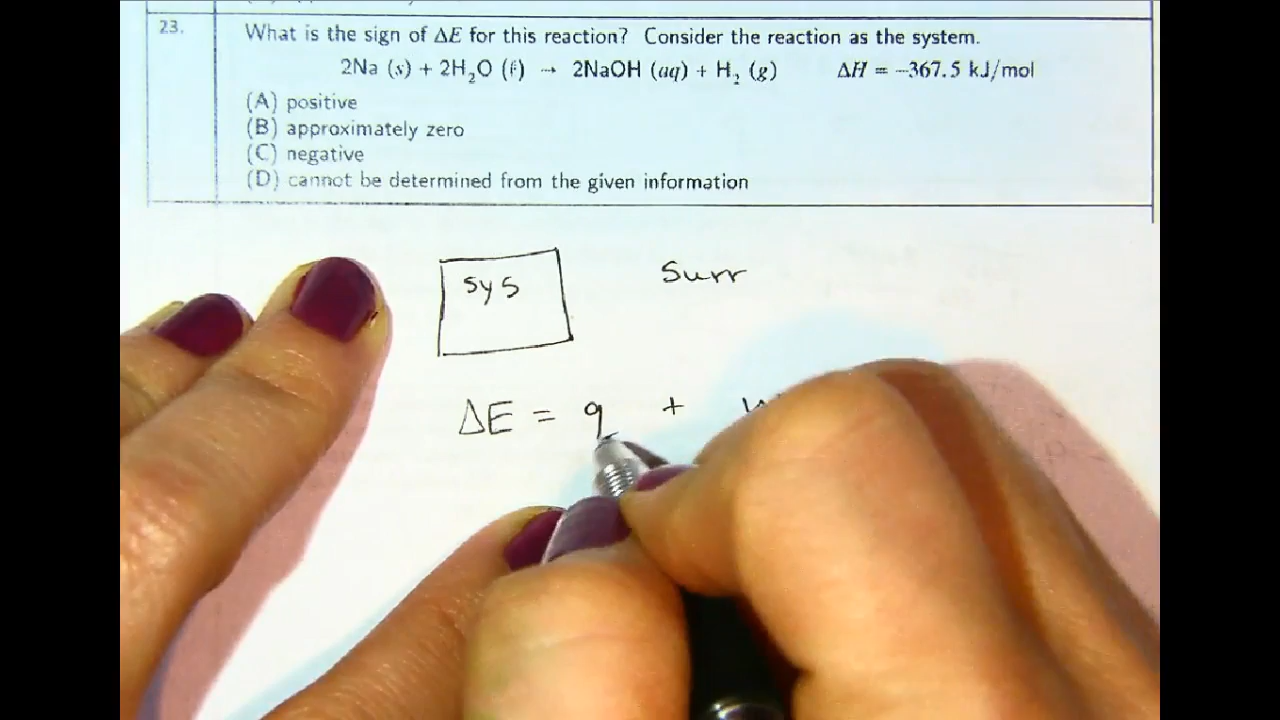 23. What is the sign of ΔE for this reaction? Consider the reaction as the system.
2Na (s) + 2H₂O (ℓ) → 2NaOH (aq) + H₂ (g) ΔH = −367.5 kJ/mol
(A) positive
(B) approximately zero
(C) negative
(D) cannot be determined from the given information
sys Surr
ΔE = q +